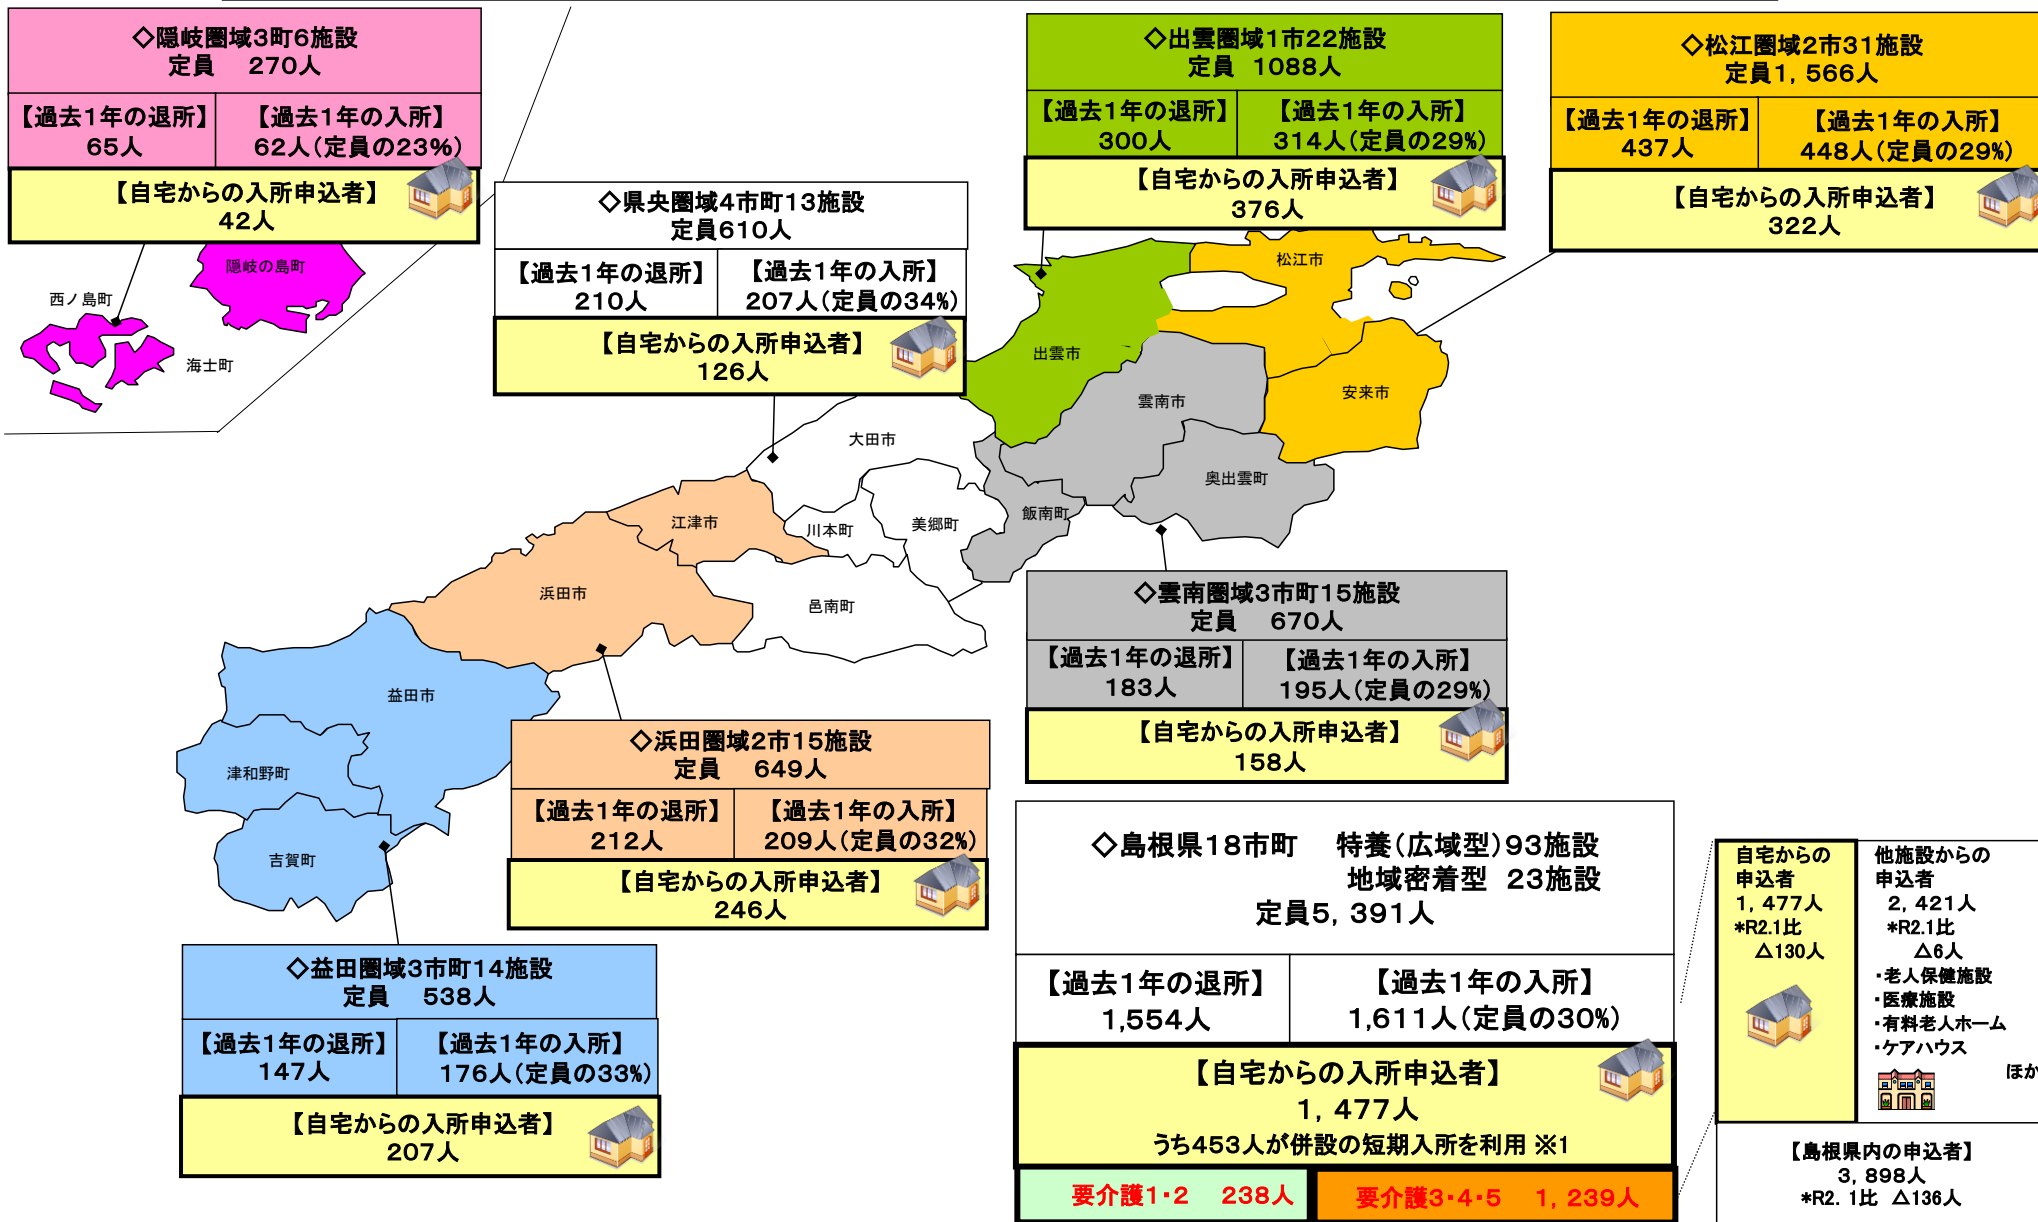 ◇隠岐圏域3町6施設
定員　270人
【過去1年の退所】
65人
【過去1年の入所】
62人(定員の23%)
【自宅からの入所申込者】
42人
◇出雲圏域1市22施設
定員 1088人
【過去1年の退所】
300人
【過去1年の入所】
314人(定員の29%)
【自宅からの入所申込者】
376人
◇松江圏域2市31施設
定員1,566人
【過去1年の退所】
437人
【過去1年の入所】
448人(定員の29%)
【自宅からの入所申込者】
322人
◇県央圏域4市町13施設
定員610人
【過去1年の退所】
210人
【過去1年の入所】
207人(定員の34%)
【自宅からの入所申込者】
126人
隠岐の島町
西ノ島町
海士町
松江市
出雲市
安来市
雲南市
奥出雲町
飯南町
大田市
川本町
美郷町
邑南町
江津市
浜田市
益田市
津和野町
吉賀町
◇雲南圏域3市町15施設
定員　670人
【過去1年の退所】
183人
【過去1年の入所】
195人(定員の29%)
【自宅からの入所申込者】
158人
◇浜田圏域2市15施設
定員　649人
【過去1年の退所】
212人
【過去1年の入所】
209人(定員の32%)
【自宅からの入所申込者】
246人
◇益田圏域3市町14施設
定員　538人
【過去1年の退所】
147人
【過去1年の入所】
176人(定員の33%)
【自宅からの入所申込者】
207人
◇島根県18市町　特養(広域型)93施設
地域密着型 23施設
定員5,391人
【過去1年の退所】
1,554人
【過去1年の入所】
1,611人(定員の30%)
【自宅からの入所申込者】
1,477人
うち453人が併設の短期入所を利用 ※1
要介護1・2　238人
要介護3・4・5　1,239人
自宅からの
申込者
1,477人
*R2.1比
△130人
他施設からの
申込者
2,421人
*R2.1比
△6人
・老人保健施設
・医療施設
・有料老人ホーム
・ケアハウス
ほか
【島根県内の申込者】
3,898人
*R2.1比 △136人